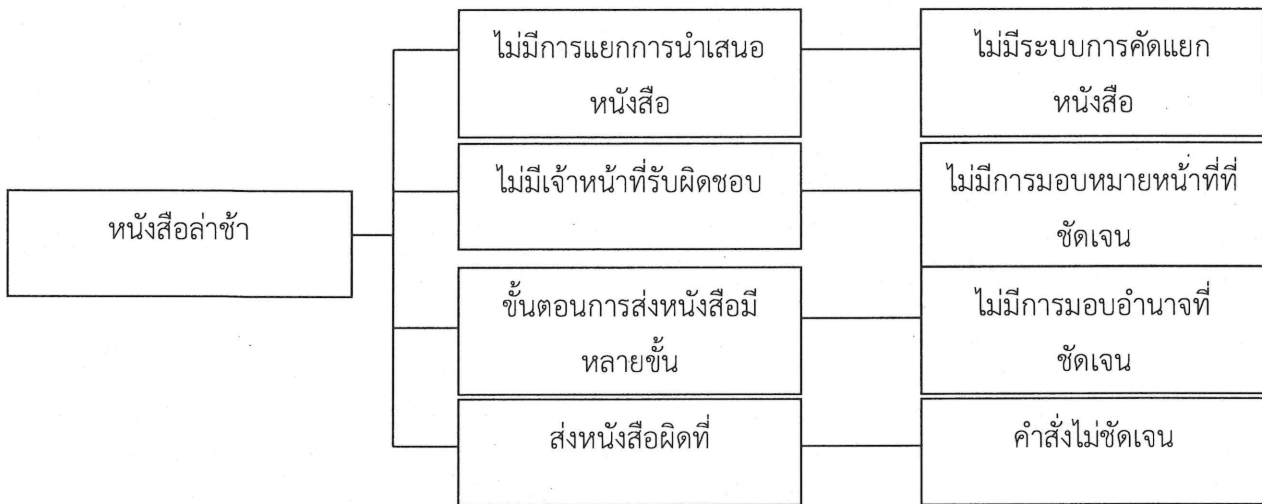 หนังสือล่าช้า
ไม่มีการแยกการนำเสนอ
หนังสือ
ไม่มีระบบการคัดแยก
หนังสือ
ไม่มีเจ้าหน้าที่รับผิดชอบ
ไม่มีการมอบหมายหน้าที่ที่
ชัดเจน
ขั้นตอนการส่งหนังสือมี
หลายขั้น
ไม่มีการมอบอำนาจที่
ชัดเจน
ส่งหนังสือผิดที่
คำสั่งไม่ชัดเจน